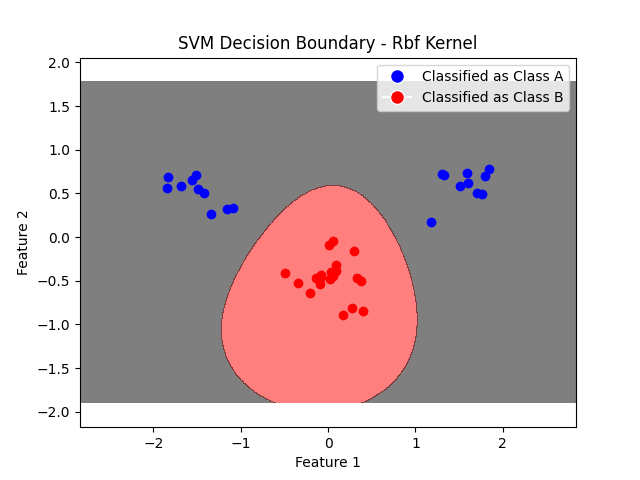 SVM Decision Boundary - Rbf Kernel
Classified as Class A
Classified as Class B
2.0
1.5
1.0
0.5
0.0
−0.5
−1.0
−1.5
−2.0
Feature 2
−2
−1
0
1
2
Feature 1